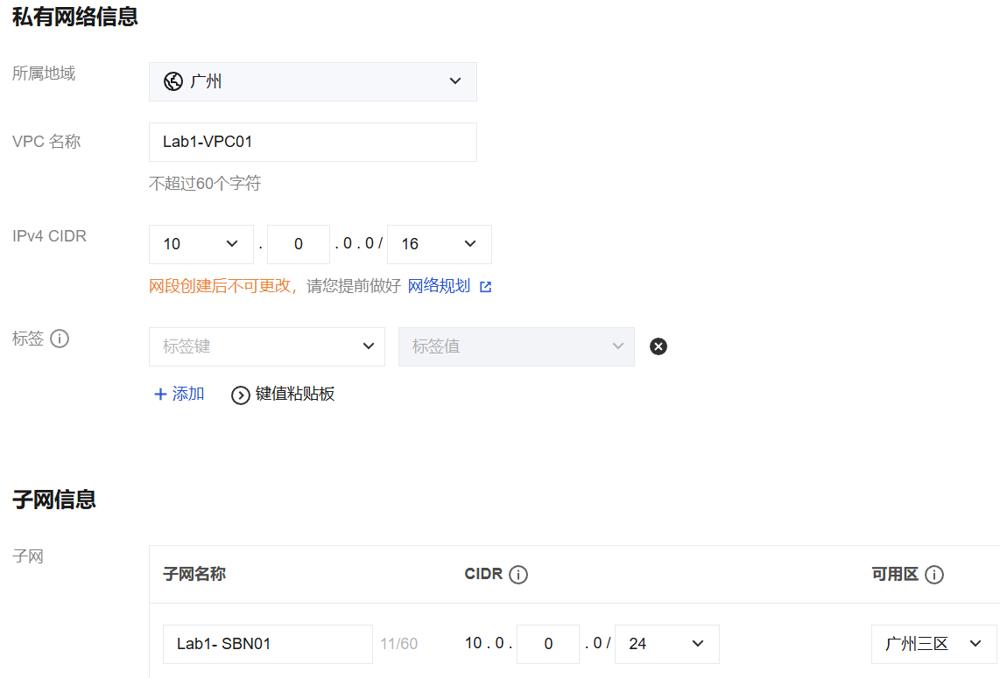 私有网络信息
所属地域 广州
VPC 名称 Lab1-VPC01
不超过60个字符
IPv4 CIDR 10 . 0 . 0 . 0 / 16
网段创建后不可更改，请您提前做好 网络规划
标签 标签键 标签值
+ 添加 键值粘贴板
子网信息
子网
子网名称 CIDR 可用区
Lab1- SBN01 11/60 10 . 0 . 0 . 0 / 24 广州三区